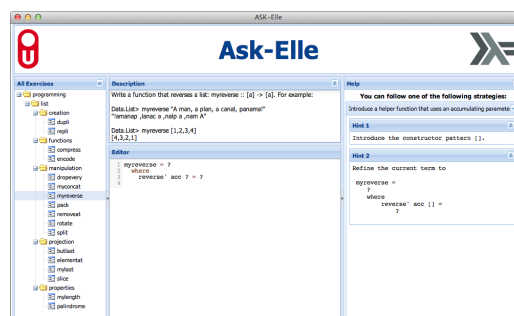 ASK-Elle
Ask-Elle
All Exercises
programming
list
creation
dupli
repli
functions
compress
encode
manipulation
dropevery
myconcat
myreverse
pack
removeat
rotate
split
projection
butlast
elementat
mylast
slice
properties
mylength
palindrome
Description
Write a function that reverses a list: myreverse :: [a] -> [a]. For example:
Data.List> myreverse "A man, a plan, a canal, panama!"
"!amanap ,lanac a ,nalp a ,nam A"
Data.List> myreverse [1,2,3,4]
[4,3,2,1]
Editor
1 myreverse = ?
2 where
3 reverse' acc ? = ?
4
Help
You can follow one of the following strategies:
Introduce a helper function that uses an accumulating paramete
Hint 1
Introduce the constructor pattern [].
Hint 2
Refine the current term to
myreverse =
?
where
reverse' acc [] =
?